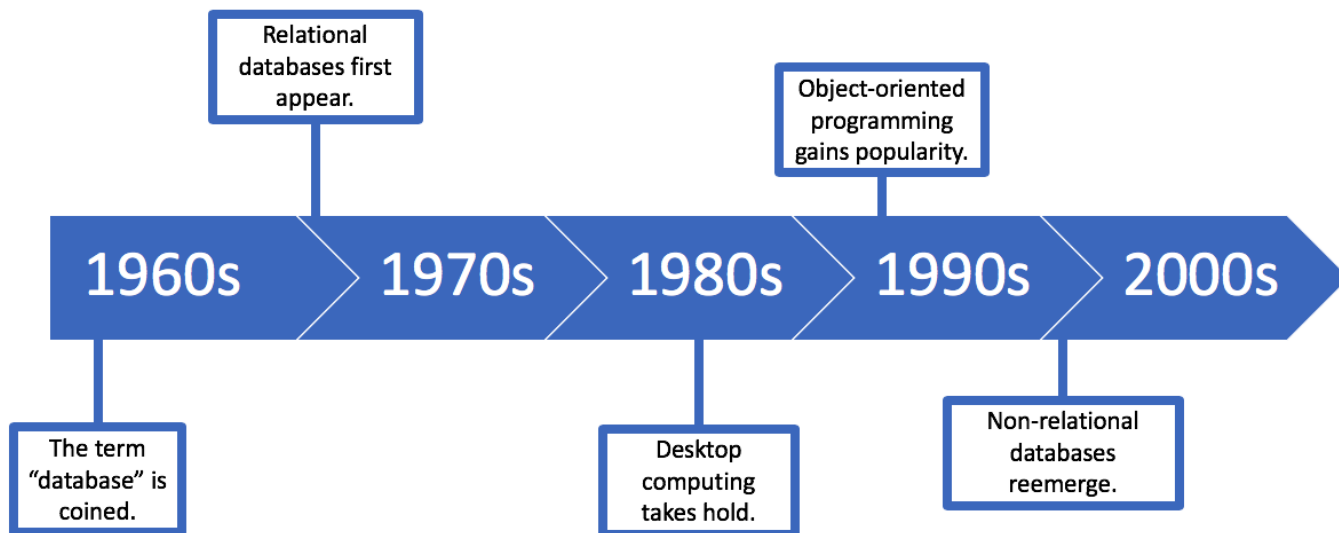 Relational
databases first
appear.
Object-oriented
programming
gains popularity.
1960s
1970s
1980s
1990s
2000s
The term
“database” is
coined.
Desktop
computing
takes hold.
Non-relational
databases
reemerge.